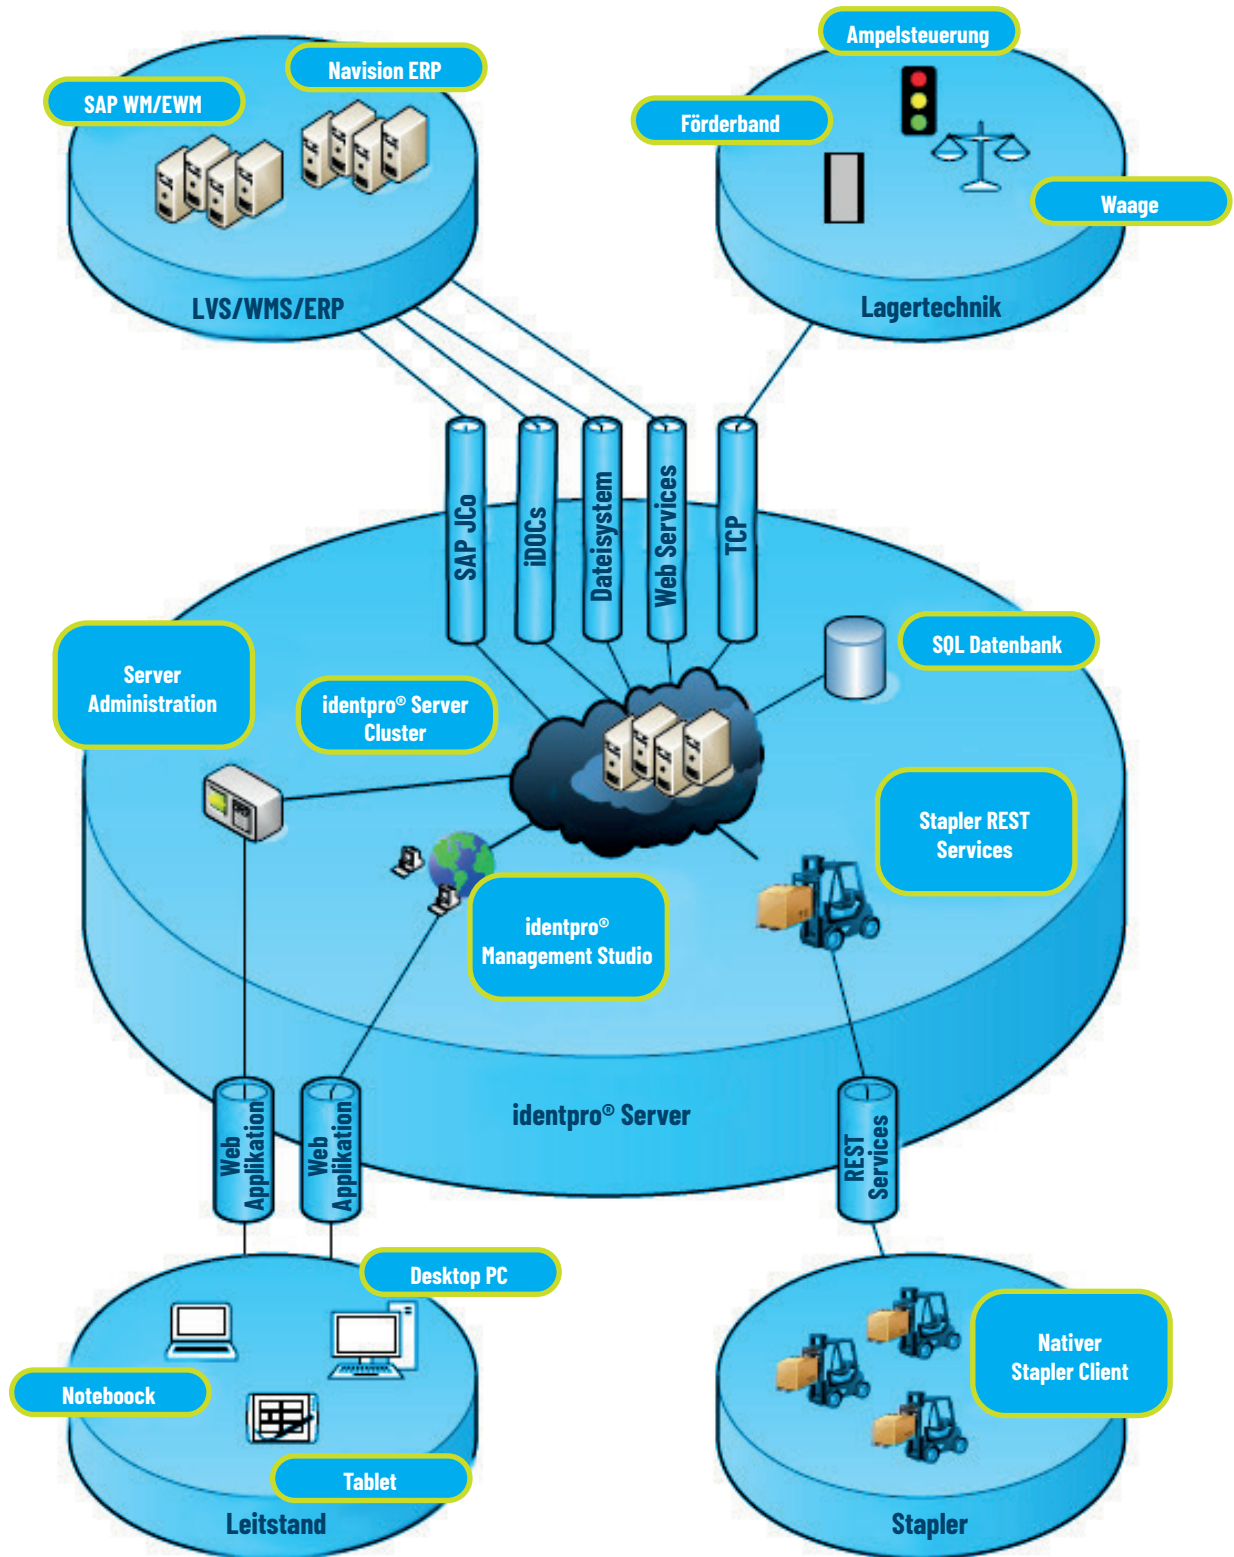 Ampelsteuerung
Navision ERP
SAP WM/EWM
Förderband
Waage
LVS/WMS/ERP
Lagertechnik
SAP JCo
iDOCs
Dateisystem
Web Services
TCP
SQL Datenbank
Server
Administration
identpro® Server
Cluster
Stapler REST
Services
identpro®
Management Studio
identpro® Server
Web
Applikation
Web
Applikation
REST
Services
Desktop PC
Noteboock
Tablet
Leitstand
Nativer
Stapler Client
Stapler